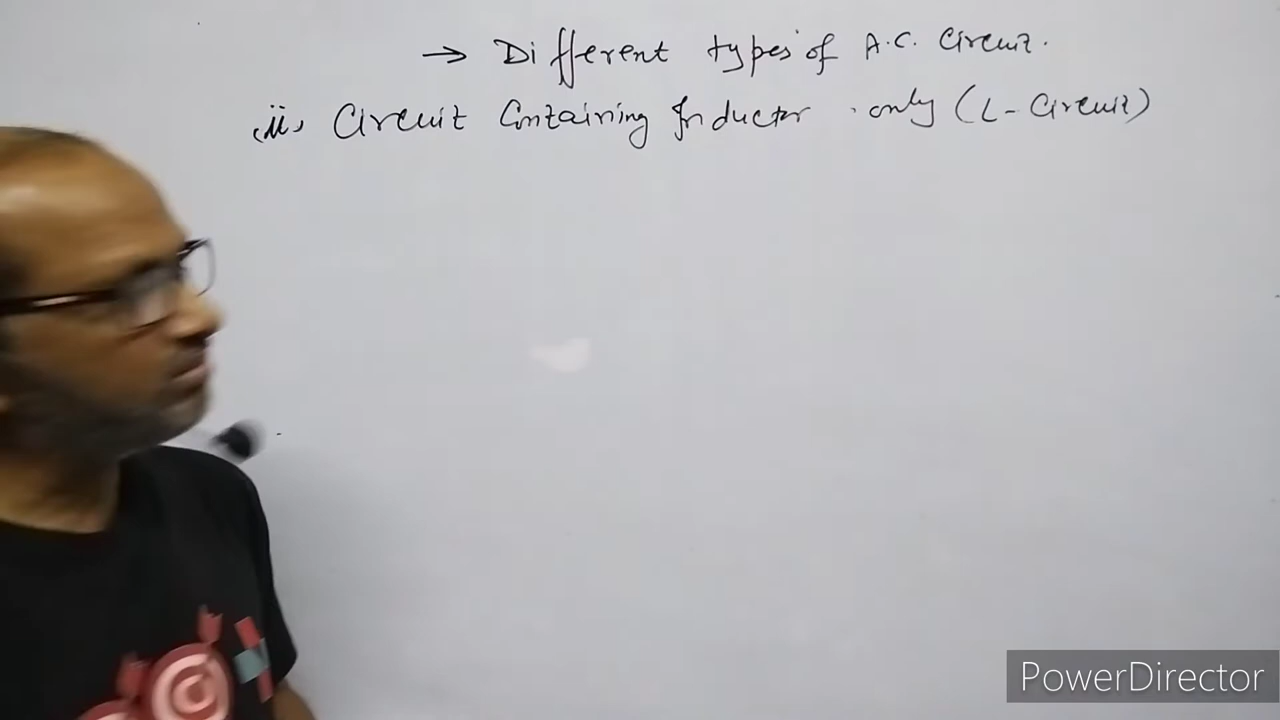 → Different types of A.C. Circuit.
(ii) Circuit Containing Inductor only (L-Circuit)
PowerDirector